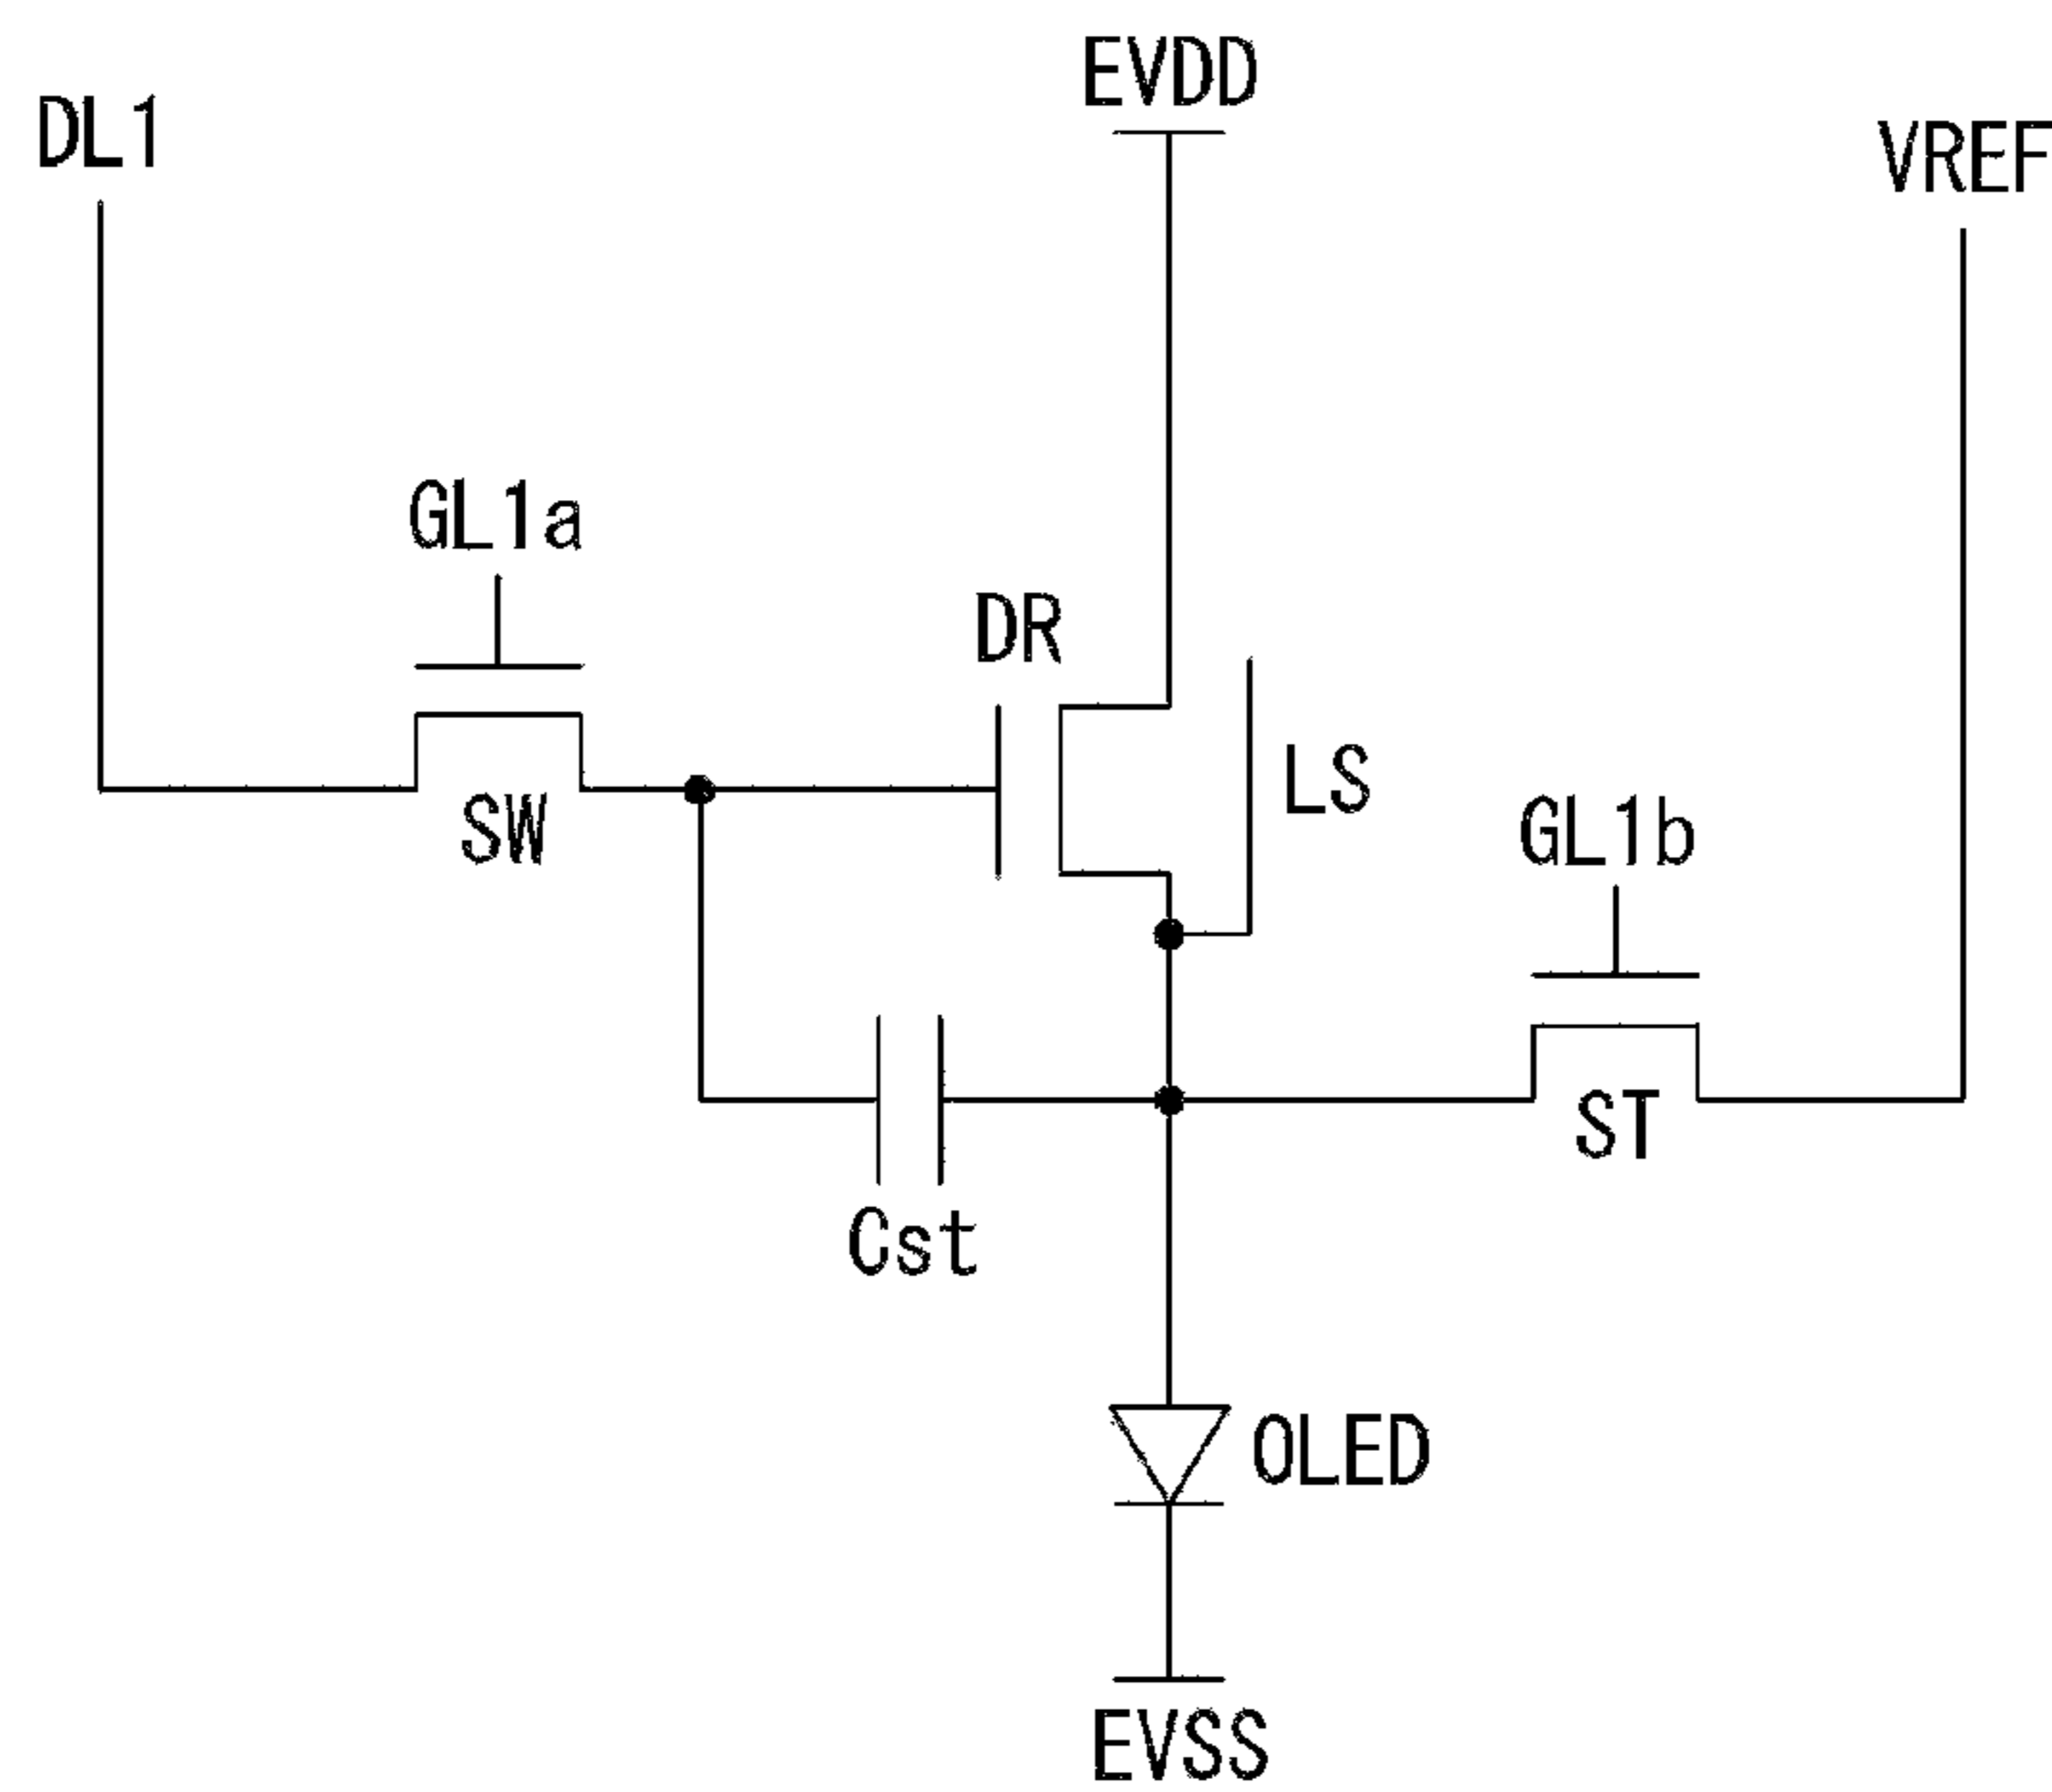 EVDD
DL1
VREF
GL1a
DR
LS
SW
GL1b
ST
Cst
OLED
EVSS